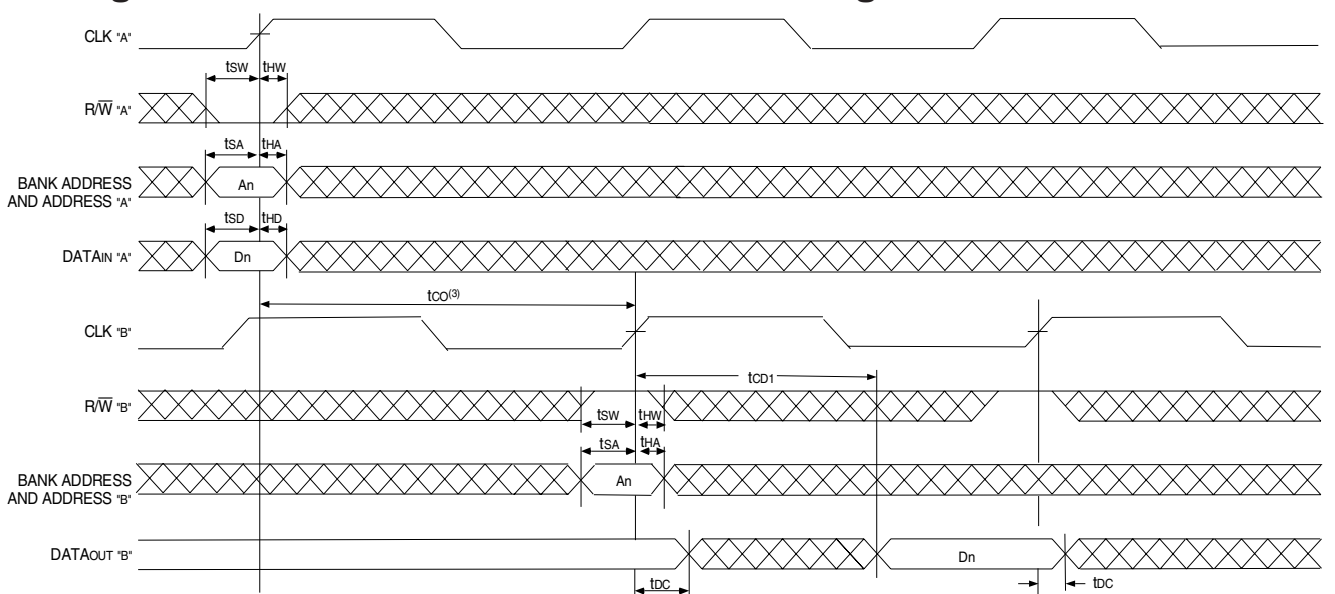 CLK "A"
tSW tHW
R/W̅ "A"
tSA tHA
BANK ADDRESS
AND ADDRESS "A"
An
tSD tHD
DATAIN "A"
Dn
tCO(3)
CLK "B"
tCD1
R/W̅ "B"
tSW tHW
tSA tHA
BANK ADDRESS
AND ADDRESS "B"
An
DATAOUT "B"
Dn
tDC
tDC